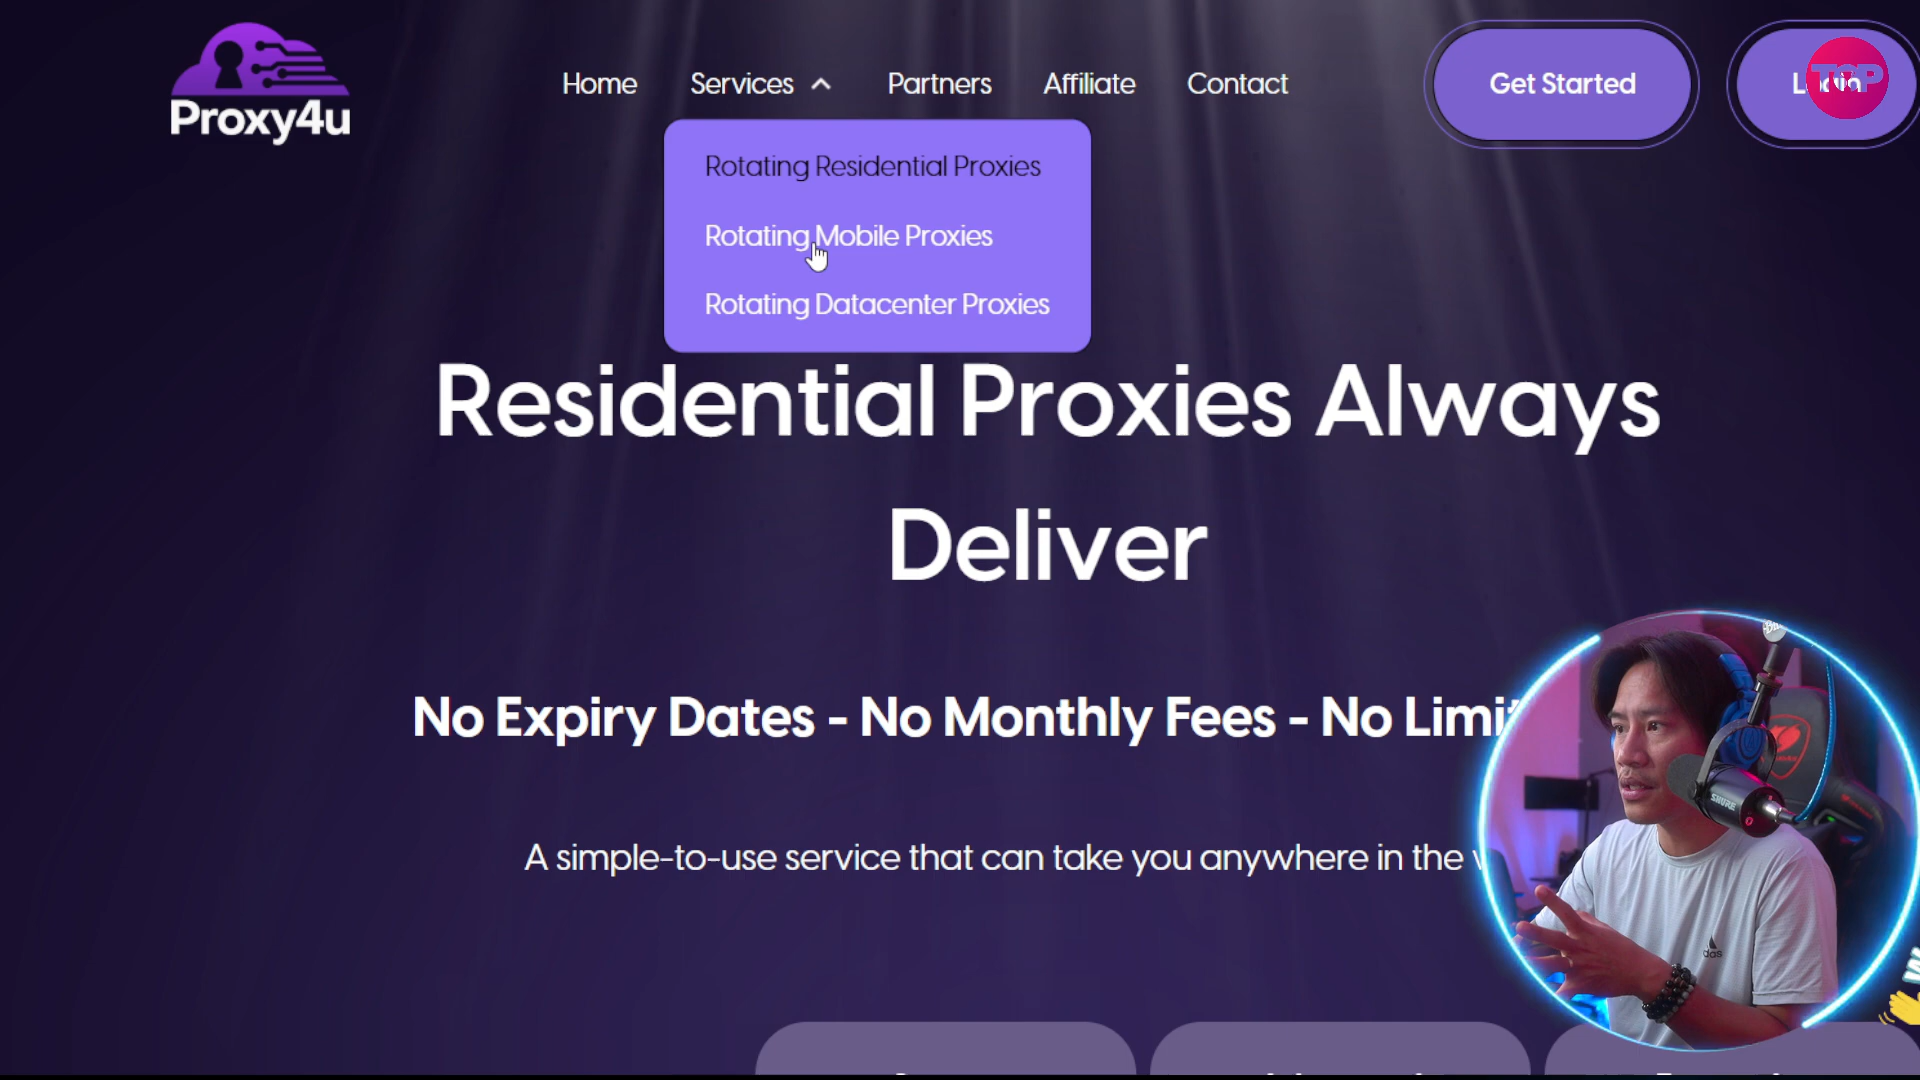 Proxy4u
Home
Services
Partners
Affiliate
Contact
Get Started
TOP
Rotating Residential Proxies
Rotating Mobile Proxies
Rotating Datacenter Proxies
Residential Proxies Always
Deliver
No Expiry Dates - No Monthly Fees - No
A simple-to-use service that can take you anywhere in the
SHURE